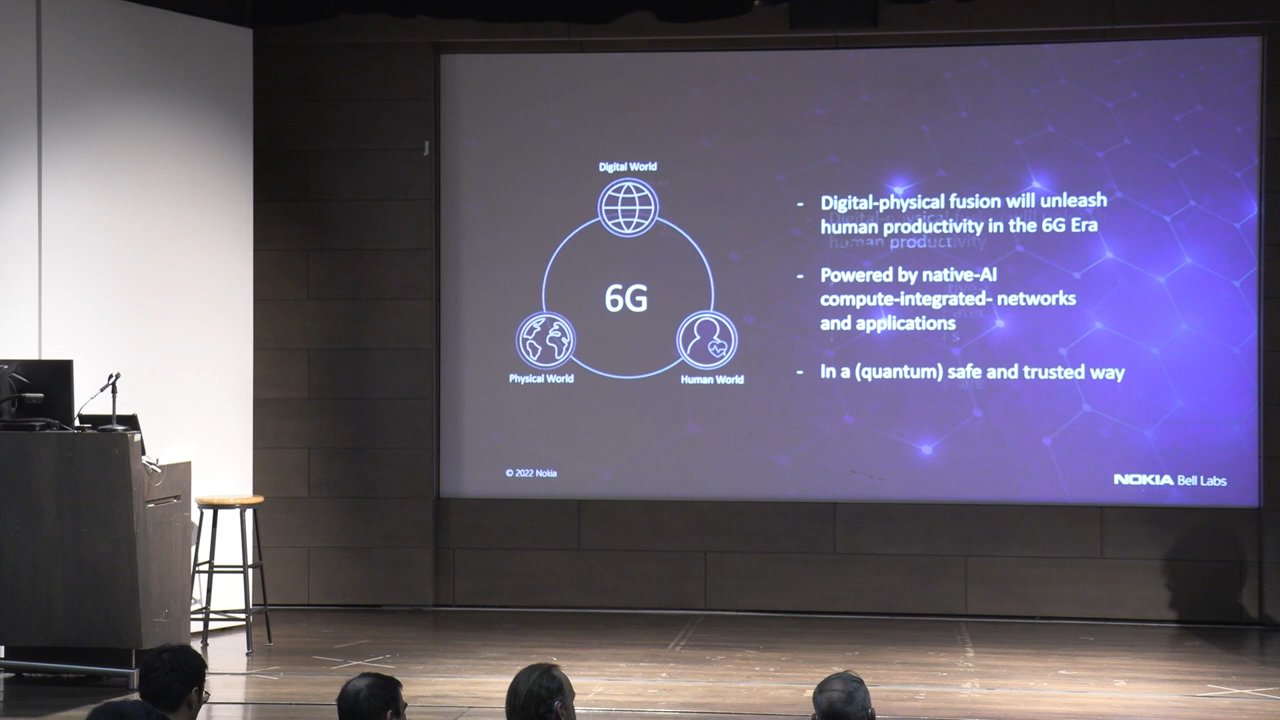 Digital World
6G
Physical World
Human World
- Digital-physical fusion will unleash
human productivity in the 6G Era
- Powered by native-AI
compute-integrated- networks
and applications
- In a (quantum) safe and trusted way
© 2022 Nokia
NOKIA Bell Labs